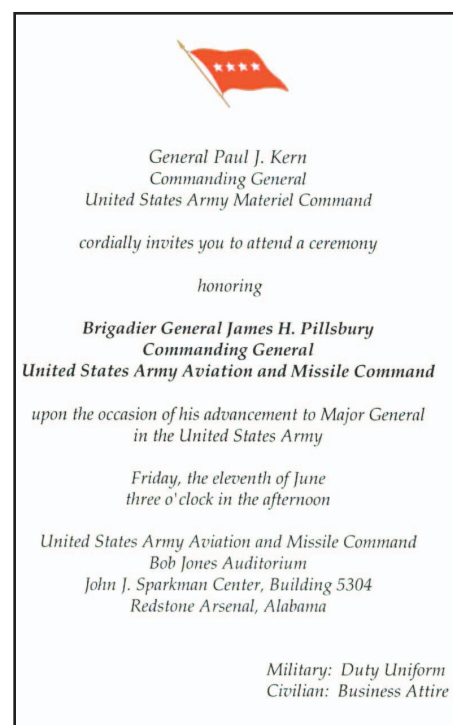 General Paul J. Kern
Commanding General
United States Army Materiel Command
cordially invites you to attend a ceremony
honoring
Brigadier General James H. Pillsbury
Commanding General
United States Army Aviation and Missile Command
upon the occasion of his advancement to Major General
in the United States Army
Friday, the eleventh of June
three o'clock in the afternoon
United States Army Aviation and Missile Command
Bob Jones Auditorium
John J. Sparkman Center, Building 5304
Redstone Arsenal, Alabama
Military: Duty Uniform
Civilian: Business Attire